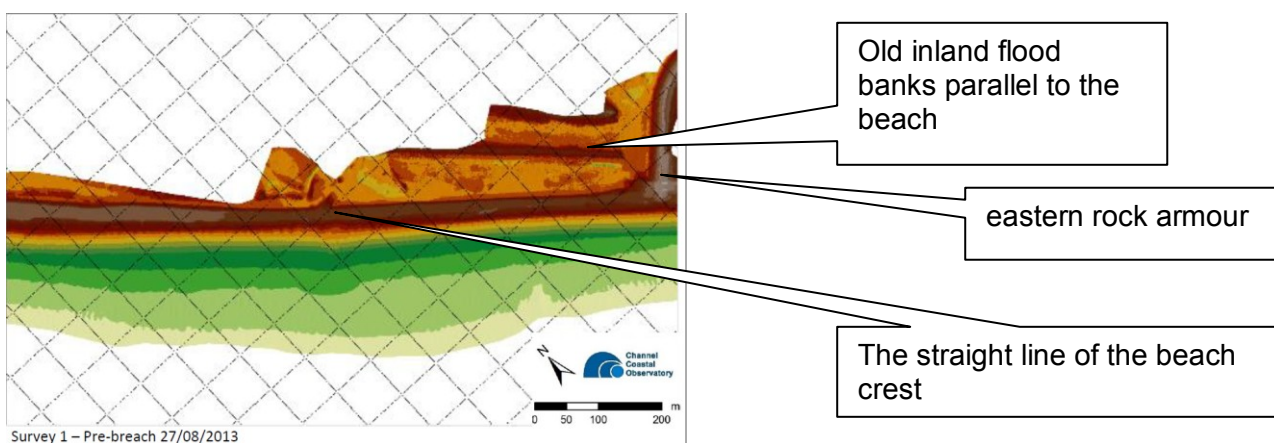 Old inland flood
banks parallel to the
beach
eastern rock armour
The straight line of the beach
crest
N
Channel
Coastal
Observatory
0 50 100 200 m
Survey 1 – Pre-breach 27/08/2013